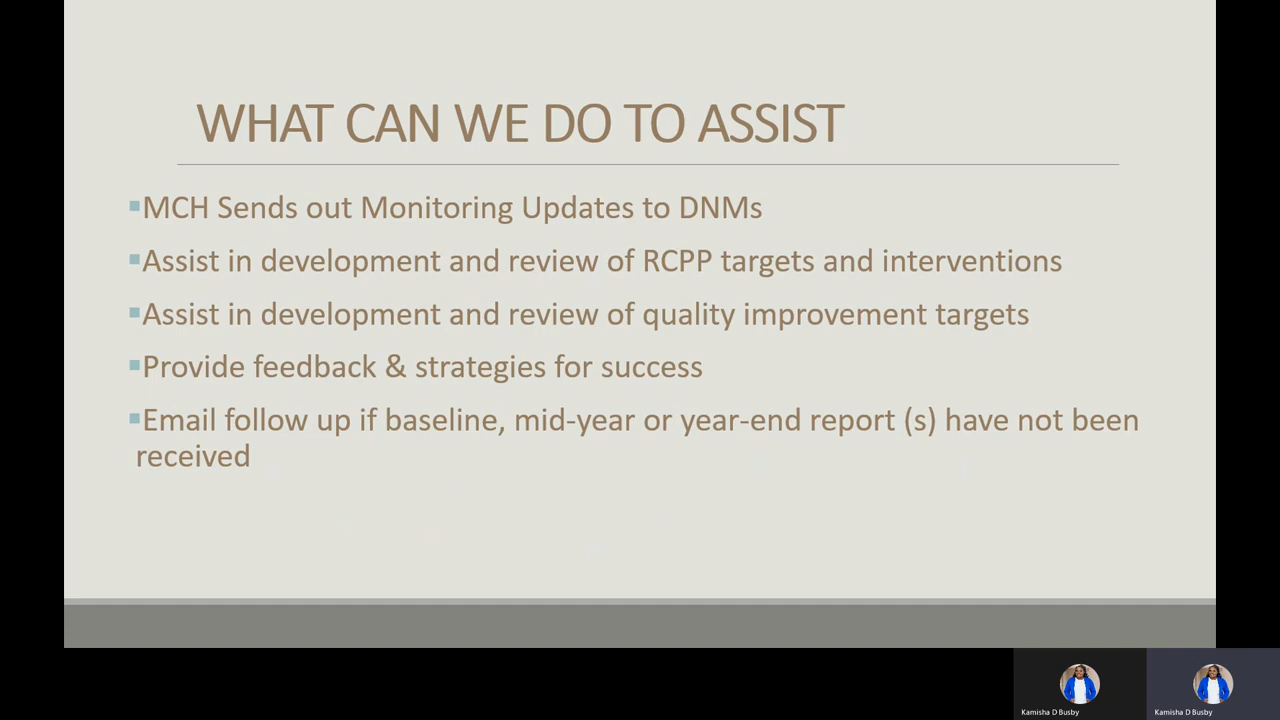 WHAT CAN WE DO TO ASSIST
▪MCH Sends out Monitoring Updates to DNMs
▪Assist in development and review of RCPP targets and interventions
▪Assist in development and review of quality improvement targets
▪Provide feedback & strategies for success
▪Email follow up if baseline, mid-year or year-end report (s) have not been
received
Kamisha D Busby
Kamisha D Busby